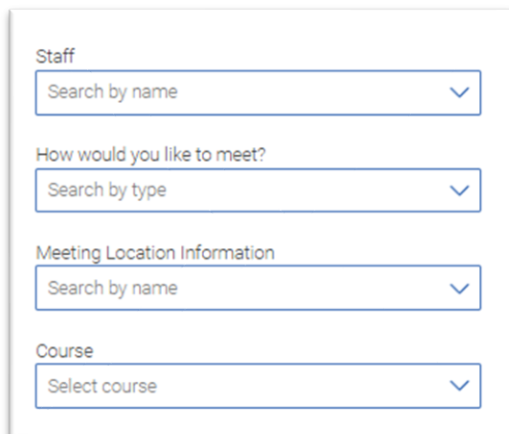 Staff
Search by name
How would you like to meet?
Search by type
Meeting Location Information
Search by name
Course
Select course